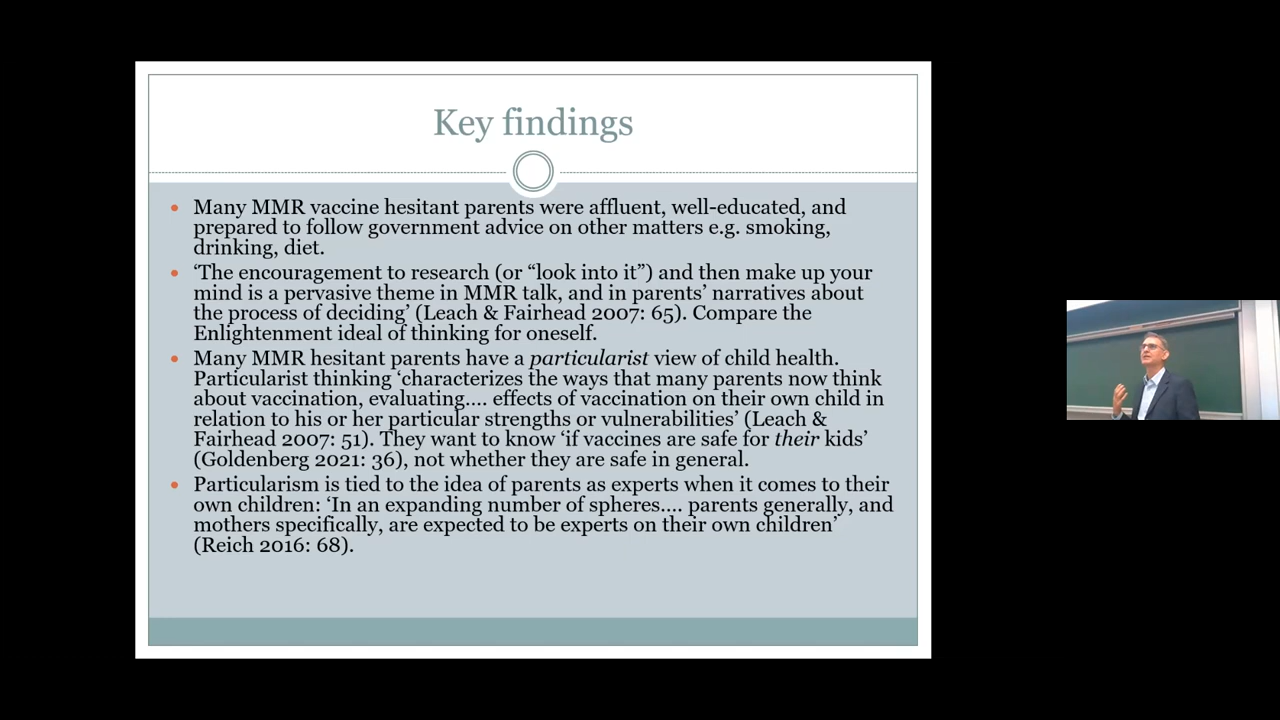 Key findings
Many MMR vaccine hesitant parents were affluent, well-educated, and
prepared to follow government advice on other matters e.g. smoking,
drinking, diet.
‘The encouragement to research (or “look into it”) and then make up your
mind is a pervasive theme in MMR talk, and in parents’ narratives about
the process of deciding’ (Leach & Fairhead 2007: 65). Compare the
Enlightenment ideal of thinking for oneself.
Many MMR hesitant parents have a particularist view of child health.
Particularist thinking ‘characterizes the ways that many parents now think
about vaccination, evaluating…. effects of vaccination on their own child in
relation to his or her particular strengths or vulnerabilities’ (Leach &
Fairhead 2007: 51). They want to know ‘if vaccines are safe for their kids’
(Goldenberg 2021: 36), not whether they are safe in general.
Particularism is tied to the idea of parents as experts when it comes to their
own children: ‘In an expanding number of spheres…. parents generally, and
mothers specifically, are expected to be experts on their own children’
(Reich 2016: 68).